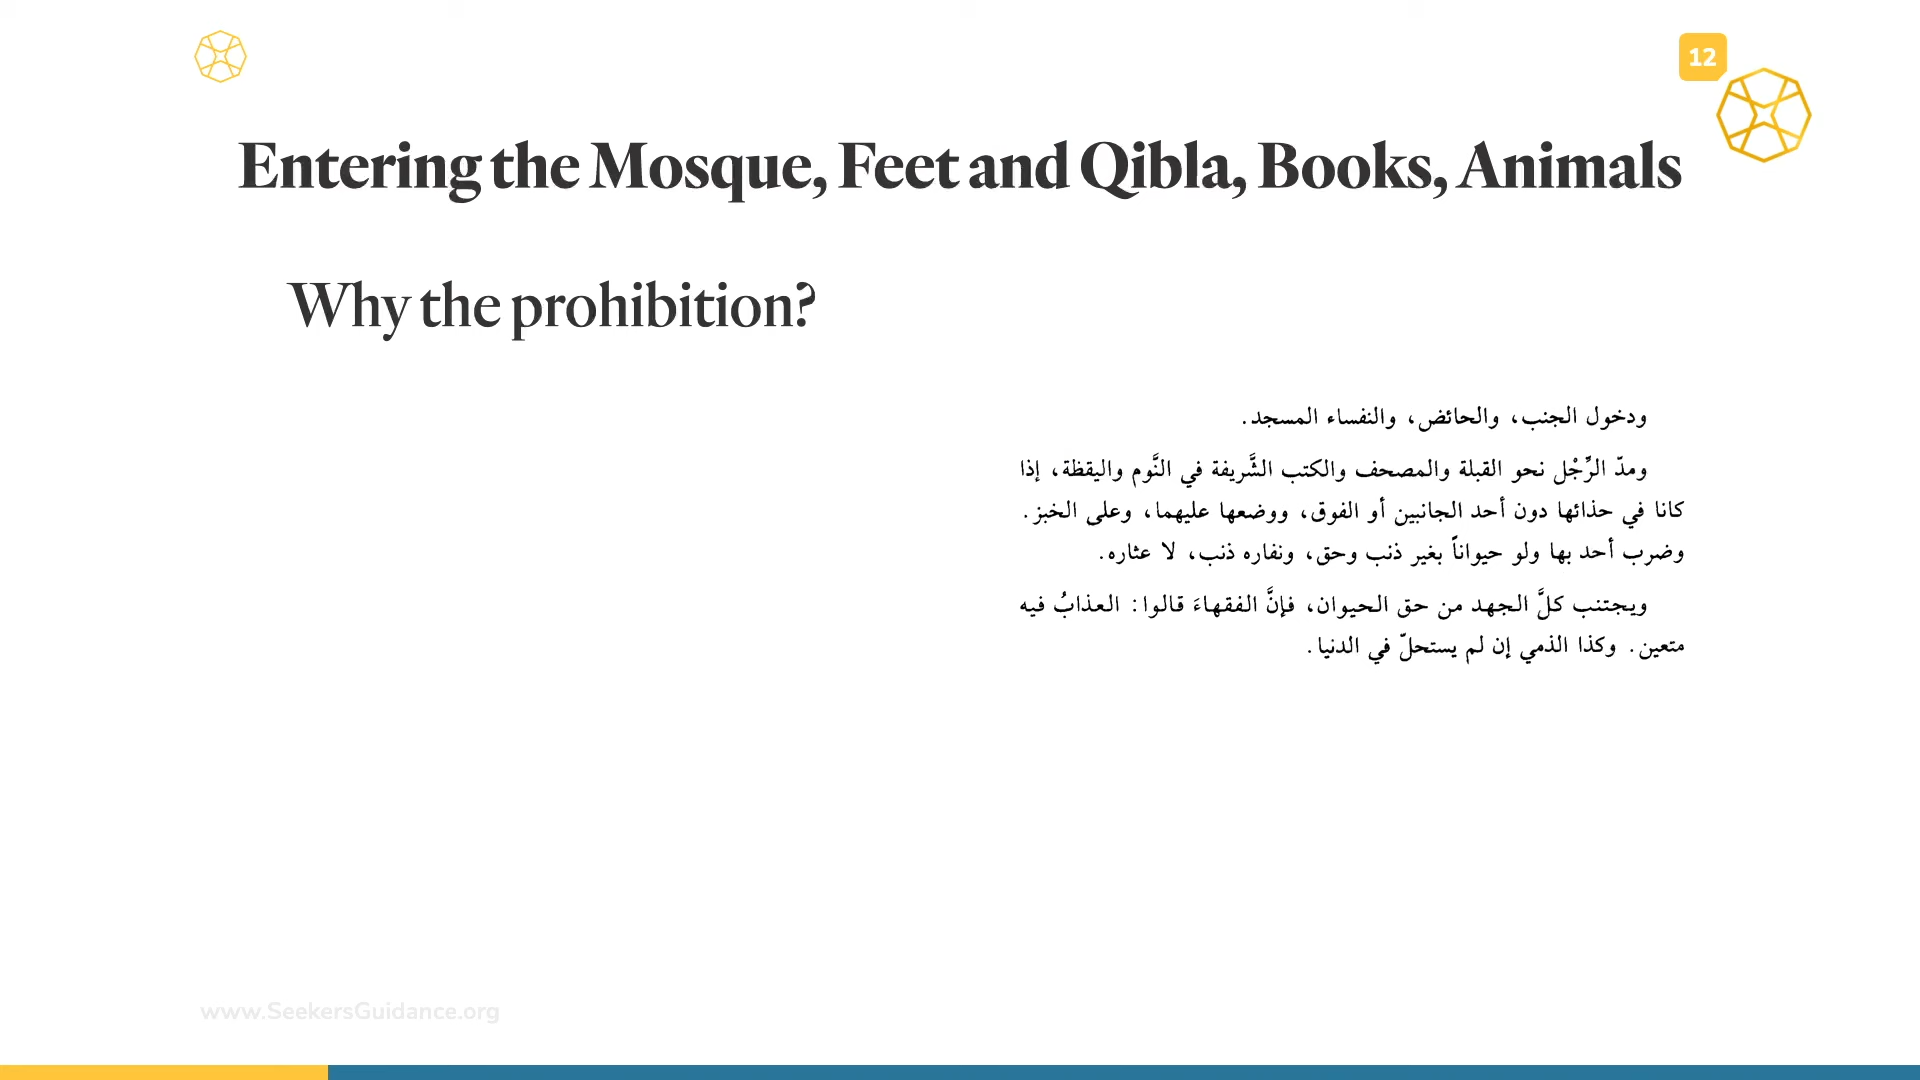 12
Entering the Mosque, Feet and Qibla, Books, Animals
Why the prohibition?
ودخول الجنب، والحائض، والنفساء المسجد.
ومدّ الرِّجْل نحو القبلة والمصحف والكتب الشَّريفة في النَّوم واليقظة، إذا
كانا في حذائها دون أحد الجانبين أو الفوق، ووضعها عليهما، وعلى الخبز.
وضرب أحد بها ولو حيواناً بغير ذنب وحق، ونفاره ذنب، لا عثاره.
ويجتنب كلَّ الجهد من حق الحيوان، فإنَّ الفقهاءَ قالوا: العذابُ فيه
متعين. وكذا الذمي إن لم يستحلّ في الدنيا.
www.SeekersGuidance.org